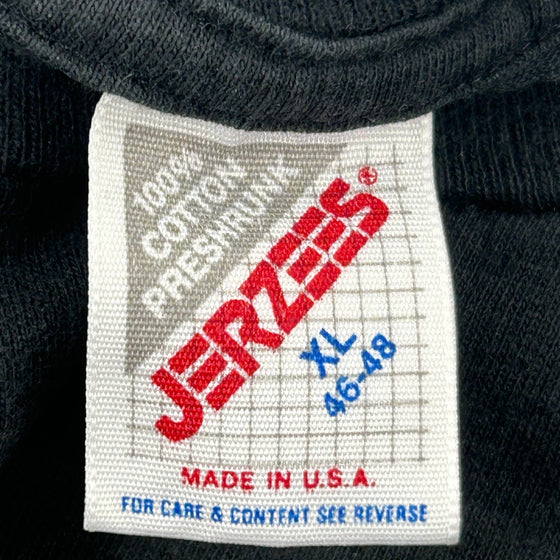 100%
COTTON
PRESHRUNK
JERZEES®
XL
46-48
MADE IN U.S.A.
FOR CARE & CONTENT SEE REVERSE